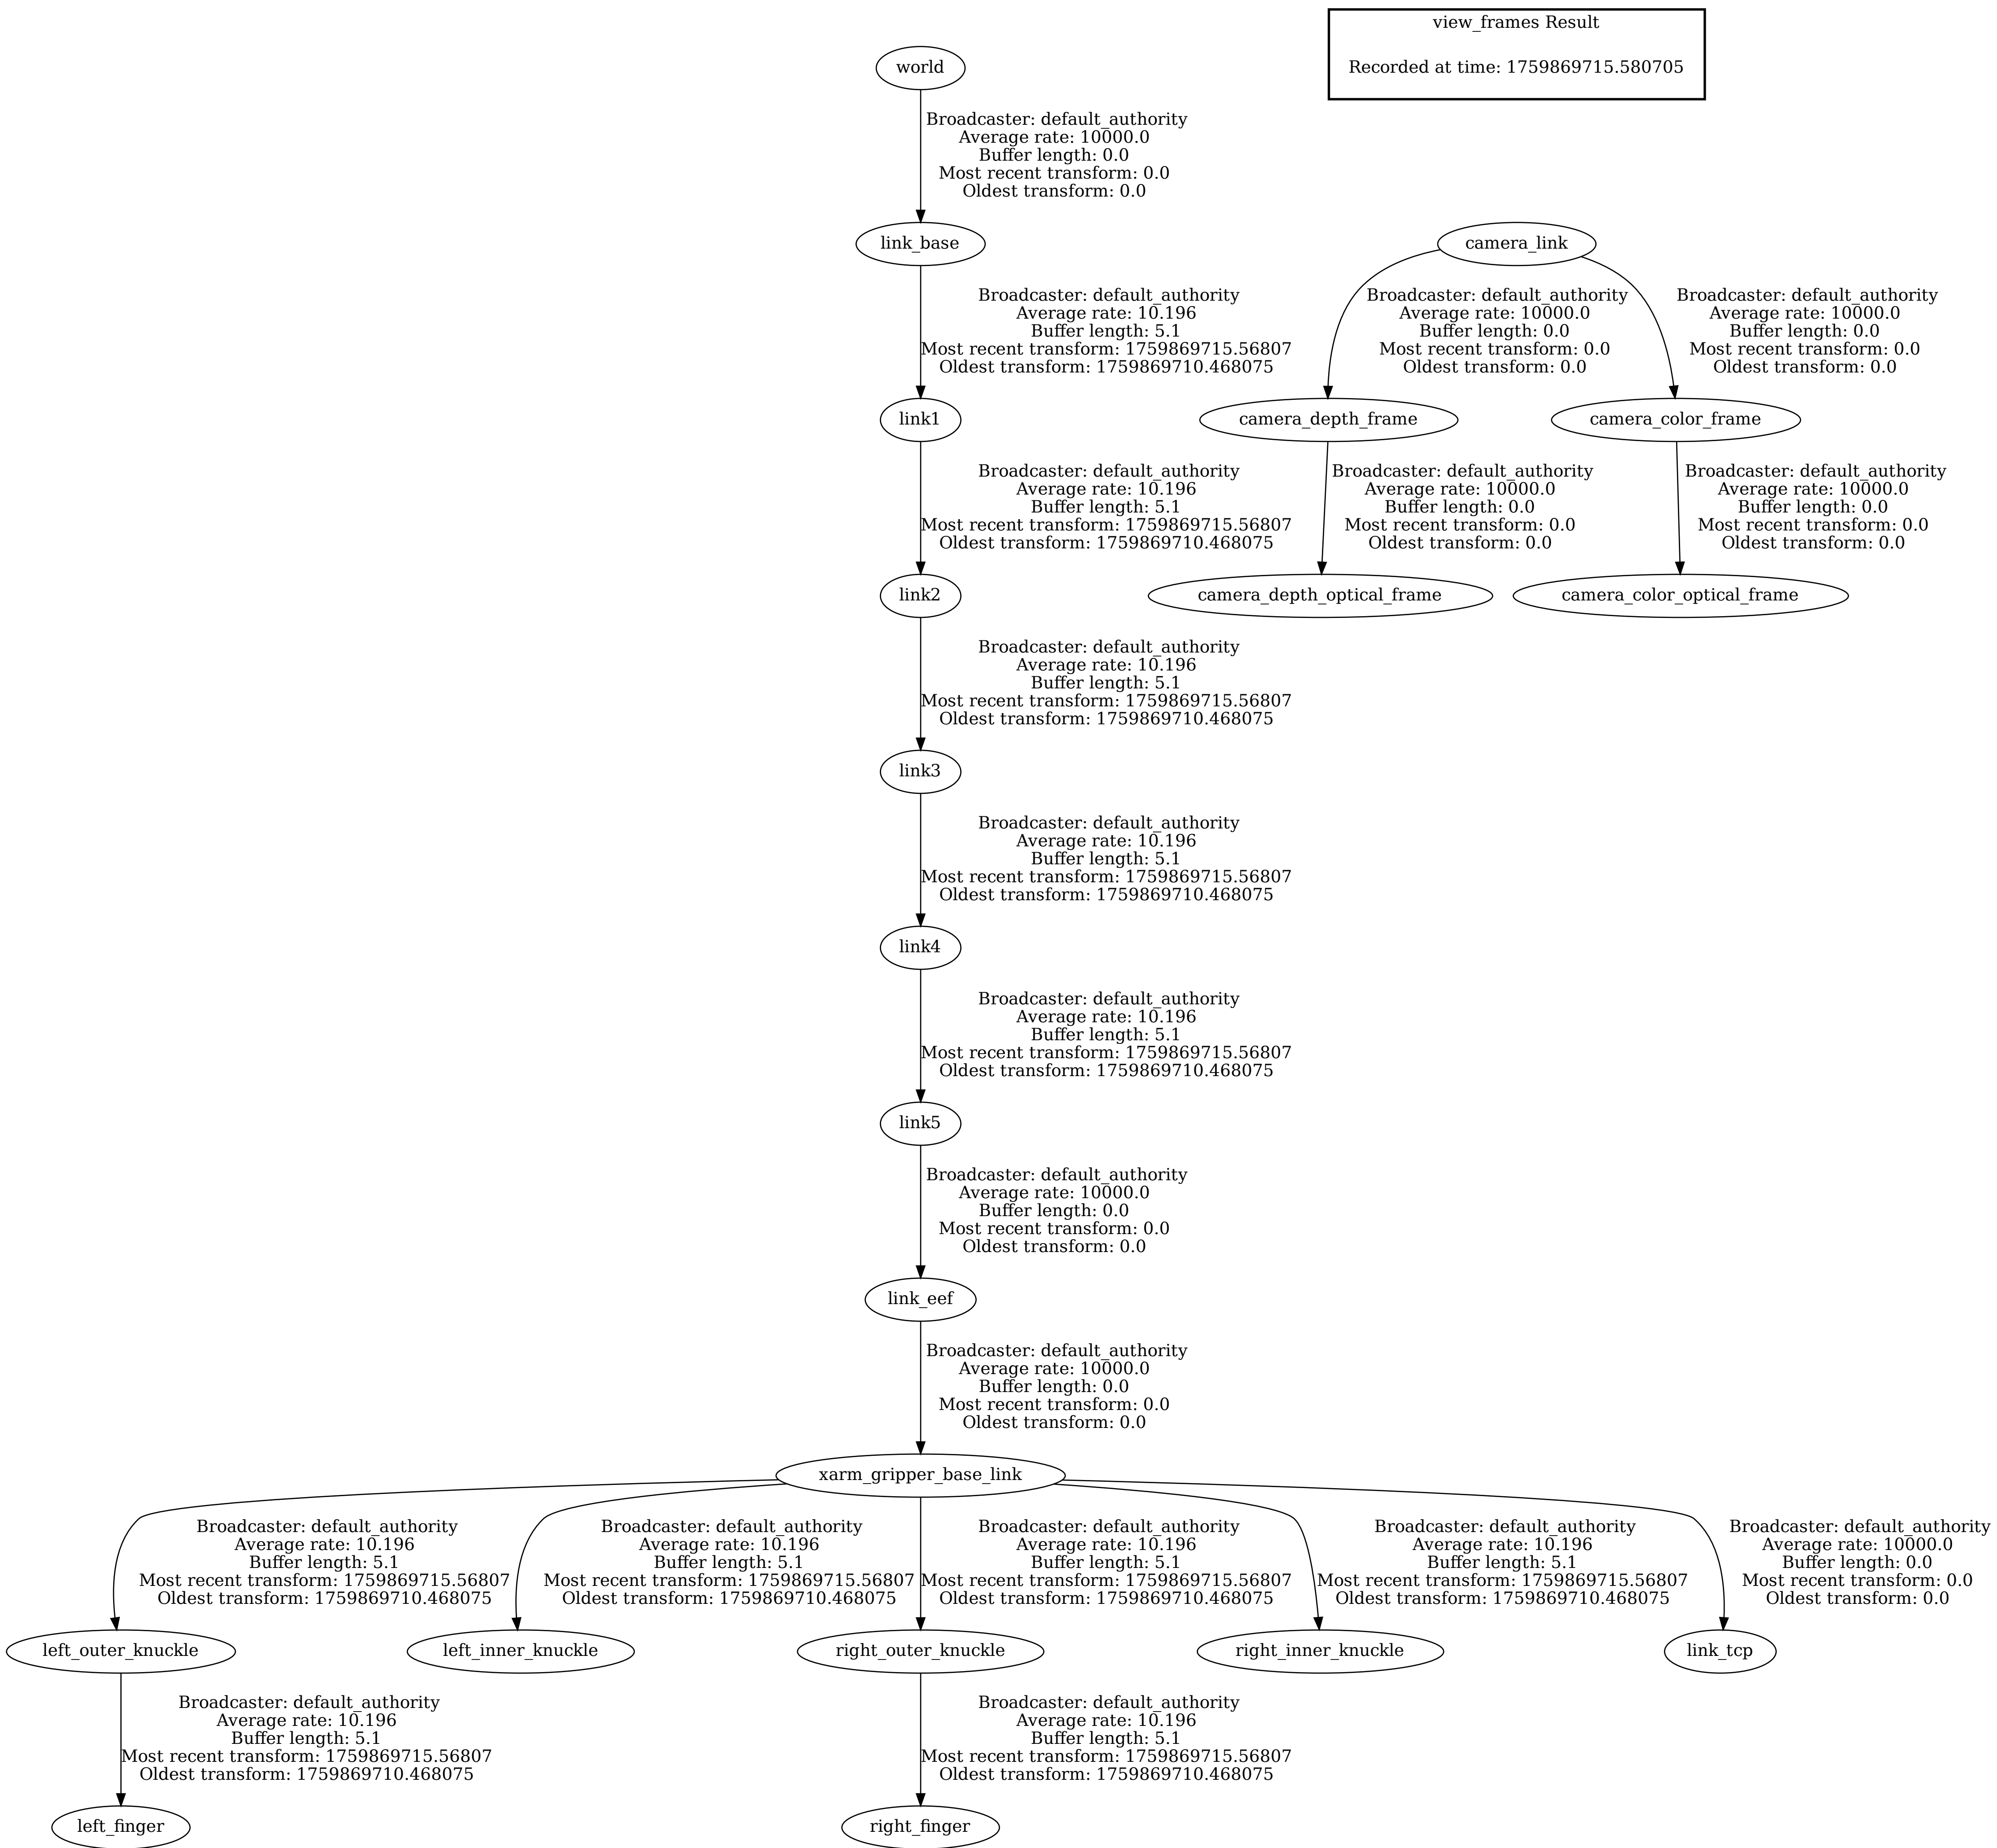 view_frames Result
Recorded at time: 1759869715.580705
world
Broadcaster: default_authority
Average rate: 10000.0
Buffer length: 0.0
Most recent transform: 0.0
Oldest transform: 0.0
link_base
camera_link
Broadcaster: default_authority
Average rate: 10.196
Buffer length: 5.1
Most recent transform: 1759869715.56807
Oldest transform: 1759869710.468075
Broadcaster: default_authority
Average rate: 10000.0
Buffer length: 0.0
Most recent transform: 0.0
Oldest transform: 0.0
Broadcaster: default_authority
Average rate: 10000.0
Buffer length: 0.0
Most recent transform: 0.0
Oldest transform: 0.0
link1
camera_depth_frame
camera_color_frame
Broadcaster: default_authority
Average rate: 10.196
Buffer length: 5.1
Most recent transform: 1759869715.56807
Oldest transform: 1759869710.468075
Broadcaster: default_authority
Average rate: 10000.0
Buffer length: 0.0
Most recent transform: 0.0
Oldest transform: 0.0
Broadcaster: default_authority
Average rate: 10000.0
Buffer length: 0.0
Most recent transform: 0.0
Oldest transform: 0.0
link2
camera_depth_optical_frame
camera_color_optical_frame
Broadcaster: default_authority
Average rate: 10.196
Buffer length: 5.1
Most recent transform: 1759869715.56807
Oldest transform: 1759869710.468075
link3
Broadcaster: default_authority
Average rate: 10.196
Buffer length: 5.1
Most recent transform: 1759869715.56807
Oldest transform: 1759869710.468075
link4
Broadcaster: default_authority
Average rate: 10.196
Buffer length: 5.1
Most recent transform: 1759869715.56807
Oldest transform: 1759869710.468075
link5
Broadcaster: default_authority
Average rate: 10000.0
Buffer length: 0.0
Most recent transform: 0.0
Oldest transform: 0.0
link_eef
Broadcaster: default_authority
Average rate: 10000.0
Buffer length: 0.0
Most recent transform: 0.0
Oldest transform: 0.0
xarm_gripper_base_link
Broadcaster: default_authority
Average rate: 10.196
Buffer length: 5.1
Most recent transform: 1759869715.56807
Oldest transform: 1759869710.468075
Broadcaster: default_authority
Average rate: 10.196
Buffer length: 5.1
Most recent transform: 1759869715.56807
Oldest transform: 1759869710.468075
Broadcaster: default_authority
Average rate: 10.196
Buffer length: 5.1
Most recent transform: 1759869715.56807
Oldest transform: 1759869710.468075
Broadcaster: default_authority
Average rate: 10.196
Buffer length: 5.1
Most recent transform: 1759869715.56807
Oldest transform: 1759869710.468075
Broadcaster: default_authority
Average rate: 10000.0
Buffer length: 0.0
Most recent transform: 0.0
Oldest transform: 0.0
left_outer_knuckle
left_inner_knuckle
right_outer_knuckle
right_inner_knuckle
link_tcp
Broadcaster: default_authority
Average rate: 10.196
Buffer length: 5.1
Most recent transform: 1759869715.56807
Oldest transform: 1759869710.468075
Broadcaster: default_authority
Average rate: 10.196
Buffer length: 5.1
Most recent transform: 1759869715.56807
Oldest transform: 1759869710.468075
left_finger
right_finger